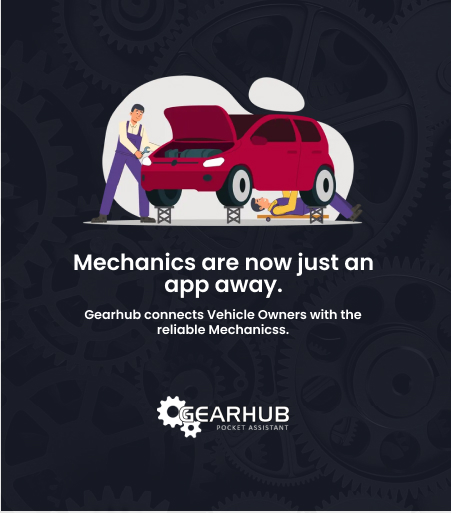 Mechanics are now just an
app away.
Gearhub connects Vehicle Owners with the
reliable Mechanicss.
GEARHUB
POCKET ASSISTANT